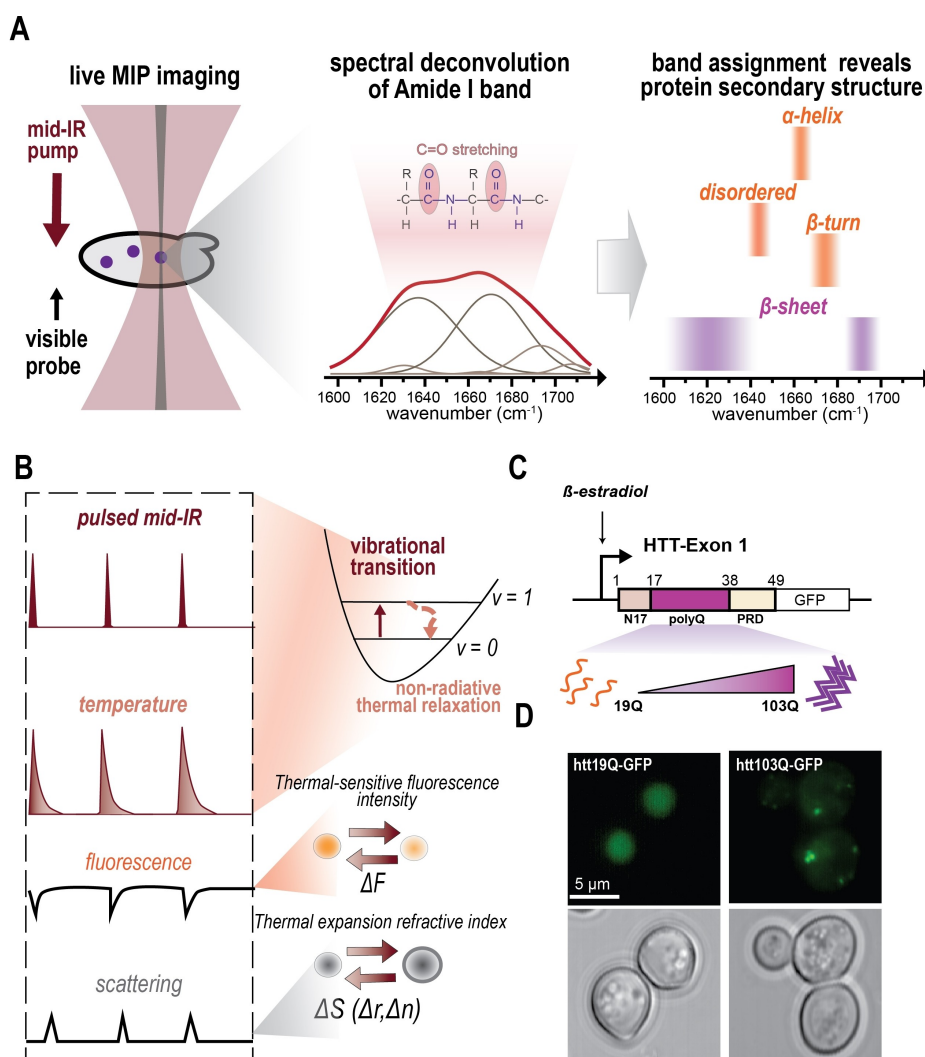 A
live MIP imaging
mid-IR
pump
visible
probe
spectral deconvolution
of Amide I band
C=O stretching
R O R O
-C-C-N-C-C-N-C-
H H H H
1600 1620 1640 1660 1680 1700
wavenumber (cm-1)
band assignment reveals
protein secondary structure
α-helix
disordered
β-turn
ß-sheet
1600 1620 1640 1660 1680 1700
wavenumber (cm-1)
B
pulsed mid-IR
vibrational
transition
v = 1
v = 0
non-radiative
thermal relaxation
temperature
Thermal-sensitive fluorescence
intensity
fluorescence
ΔF
Thermal expansion refractive index
scattering
ΔS (Δr,Δn)
C
ß-estradiol
HTT-Exon 1
1 17 38 49
GFP
N17 polyQ PRD
19Q 103Q
D
htt19Q-GFP
htt103Q-GFP
5 µm